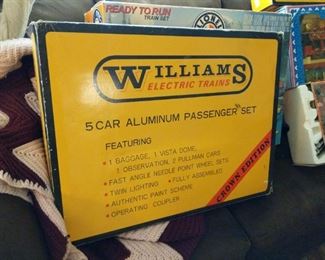 READY TO RUN
TRAIN SET
LIONEL
WILLIAMS
ELECTRIC TRAINS
5 CAR ALUMINUM PASSENGER SET
FEATURING
• 1 BAGGAGE, 1 VISTA DOME,
1 OBSERVATION, 2 PULLMAN CARS
• FAST ANGLE NEEDLE POINT WHEEL SETS
• TWIN LIGHTING • FULLY ASSEMBLED
• AUTHENTIC PAINT SCHEME
• OPERATING COUPLER
CROWN EDITION